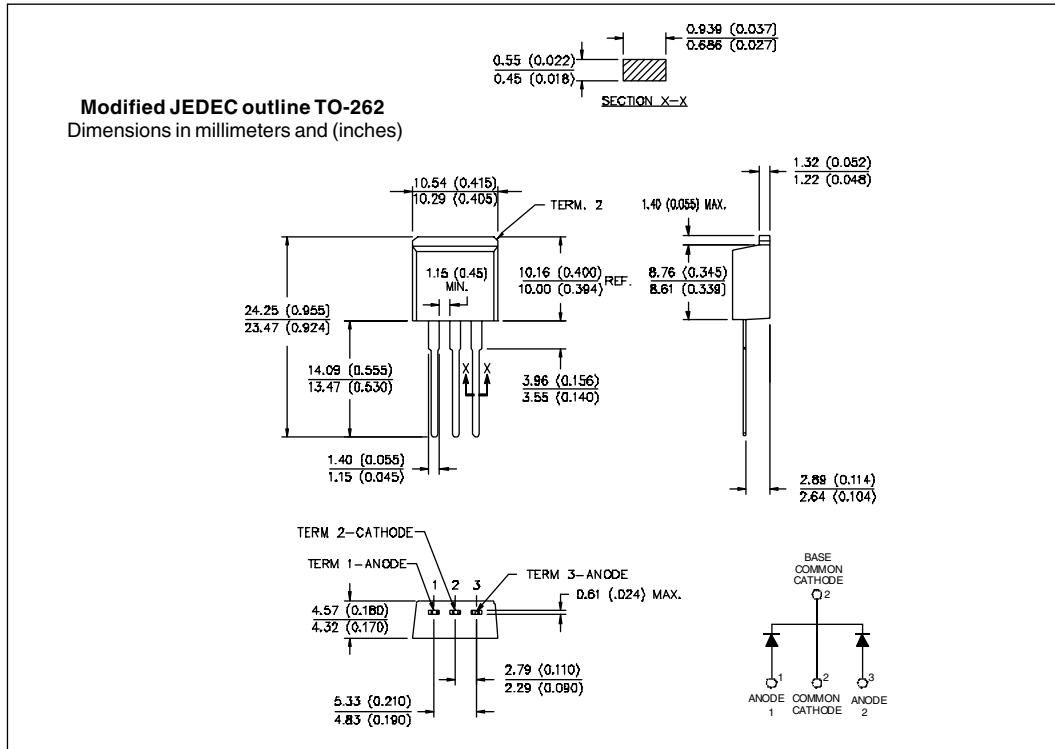 0.939 (0.037)
0.686 (0.027)
0.55 (0.022)
0.45 (0.018)
SECTION X-X
Modified JEDEC outline TO-262
Dimensions in millimeters and (inches)
1.32 (0.052)
1.22 (0.048)
10.54 (0.415)
10.29 (0.405)
TERM. 2
1.40 (0.055) MAX.
1.15 (0.45)
MIN.
10.16 (0.400)
10.00 (0.394)
REF.
8.76 (0.345)
8.61 (0.339)
24.25 (0.955)
23.47 (0.924)
14.09 (0.555)
13.47 (0.530)
X X
3.96 (0.156)
3.55 (0.140)
1.40 (0.055)
1.15 (0.045)
2.89 (0.114)
2.64 (0.104)
TERM 2-CATHODE
TERM 1-ANODE
1 2 3
TERM 3-ANODE
0.61 (.024) MAX.
4.57 (0.180)
4.32 (0.170)
2.79 (0.110)
2.29 (0.090)
5.33 (0.210)
4.83 (0.190)
BASE
COMMON
CATHODE
2
1 2 3
ANODE COMMON ANODE
1 CATHODE 2